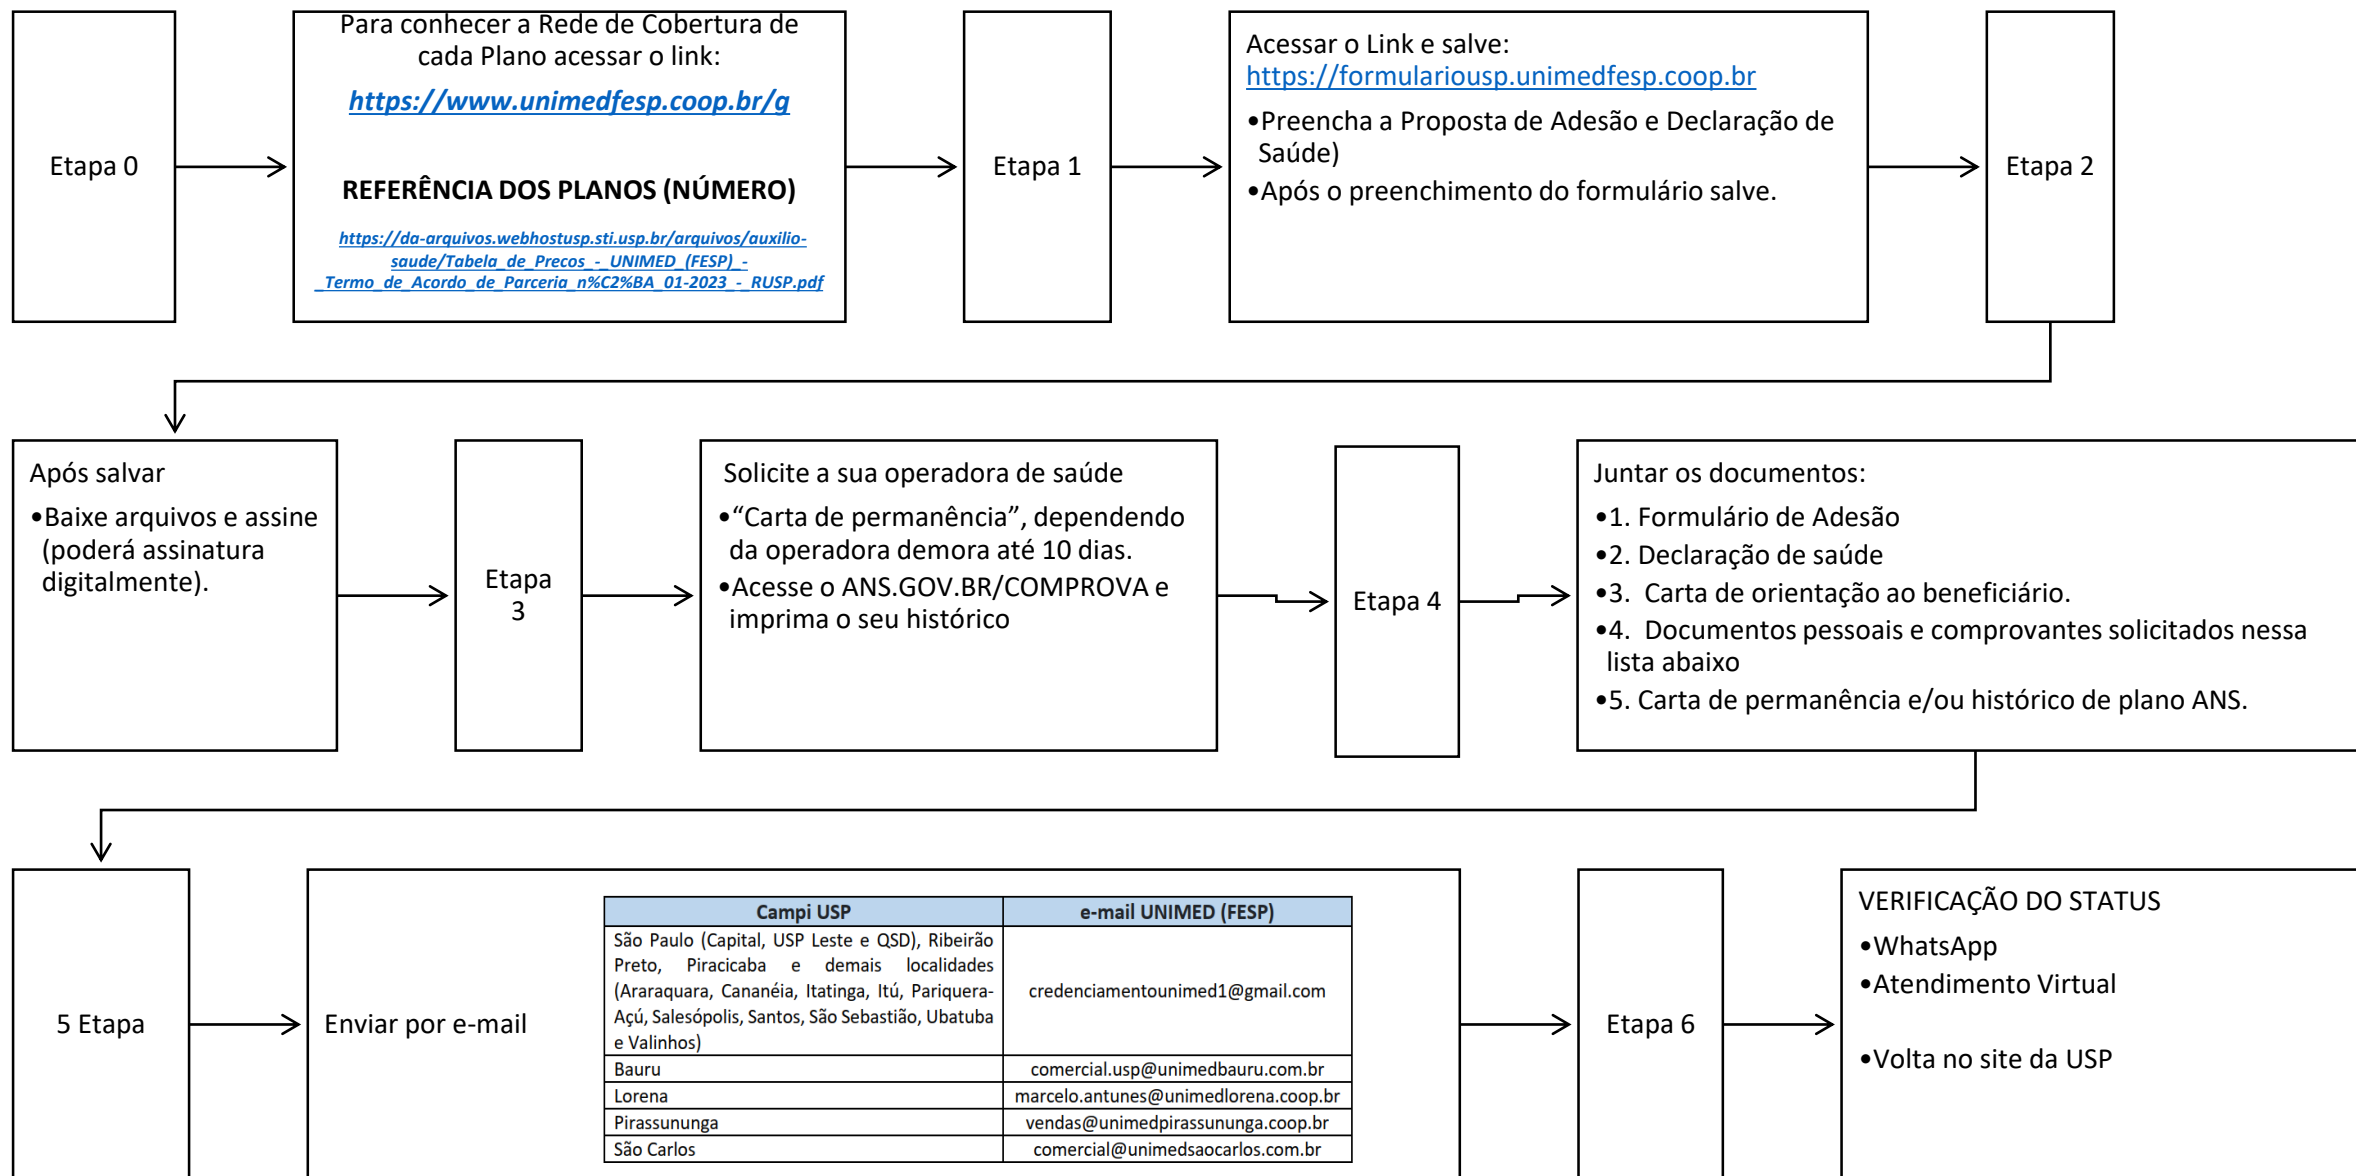 Etapa 0
Para conhecer a Rede de Cobertura de
cada Plano acessar o link:
https://www.unimedfesp.coop.br/g
REFERÊNCIA DOS PLANOS (NÚMERO)
https://da-arquivos.webhostusp.sti.usp.br/arquivos/auxilio-
saude/Tabela_de_Precos_-_UNIMED_(FESP)_-
_Termo_de_Acordo_de_Parceria_n%C2%BA_01-2023_-_RUSP.pdf
Etapa 1
Acessar o Link e salve:
https://formulariousp.unimedfesp.coop.br
•Preencha a Proposta de Adesão e Declaração de
Saúde)
•Após o preenchimento do formulário salve.
Etapa 2
Após salvar
•Baixe arquivos e assine
(poderá assinatura
digitalmente).
Etapa
3
Solicite a sua operadora de saúde
•“Carta de permanência”, dependendo
da operadora demora até 10 dias.
•Acesse o ANS.GOV.BR/COMPROVA e
imprima o seu histórico
Etapa 4
Juntar os documentos:
•1. Formulário de Adesão
•2. Declaração de saúde
•3. Carta de orientação ao beneficiário.
•4. Documentos pessoais e comprovantes solicitados nessa
lista abaixo
•5. Carta de permanência e/ou histórico de plano ANS.
5 Etapa
Enviar por e-mail
Campi USP e-mail UNIMED (FESP)
São Paulo (Capital, USP Leste e QSD), Ribeirão
Preto, Piracicaba e demais localidades
(Araraquara, Cananéia, Itatinga, Itú, Pariquera-
Açú, Salesópolis, Santos, São Sebastião, Ubatuba
e Valinhos)
credenciamentounimed1@gmail.com
Bauru comercial.usp@unimedbauru.com.br
Lorena marcelo.antunes@unimedlorena.coop.br
Pirassununga vendas@unimedpirassununga.coop.br
São Carlos comercial@unimedsaocarlos.com.br
Etapa 6
VERIFICAÇÃO DO STATUS
•WhatsApp
•Atendimento Virtual
•Volta no site da USP